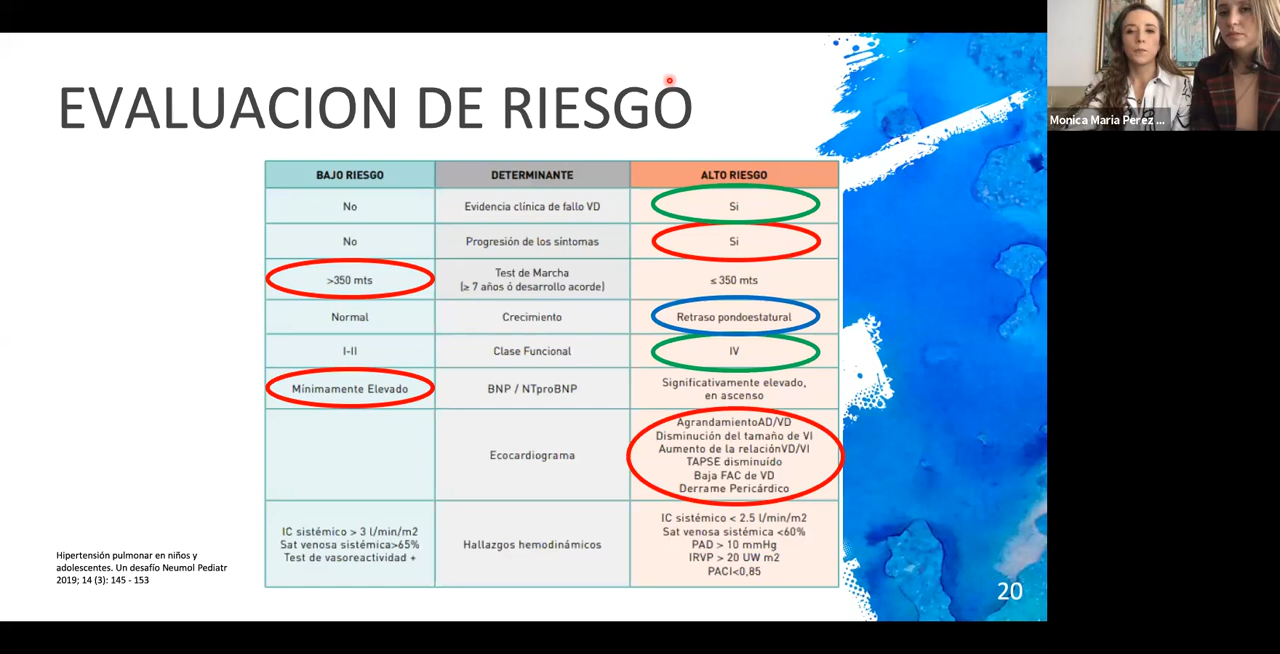 EVALUACION DE RIESGO
Monica Maria Perez ...
BAJO RIESGO DETERMINANTE ALTO RIESGO
No Evidencia clínica de fallo VD Si
No Progresión de los síntomas Si
>350 mts Test de Marcha (≥ 7 años ó desarrollo acorde) ≤ 350 mts
Normal Crecimiento Retraso pondoestatural
I-II Clase Funcional IV
Mínimamente Elevado BNP / NTproBNP Significativamente elevado, en ascenso
Ecocardiograma
AgrandamientoAD/VD
Disminución del tamaño de VI
Aumento de la relaciónVD/VI
TAPSE disminuído
Baja FAC de VD
Derrame Pericárdico
IC sistémico > 3 l/min/m2
Sat venosa sistémica>65%
Test de vasoreactividad +
Hallazgos hemodinámicos
IC sistémico < 2.5 l/min/m2
Sat venosa sistémica <60%
PAD > 10 mmHg
IRVP > 20 UW m2
PACI<0,85
Hipertensión pulmonar en niños y
adolescentes. Un desafío Neumol Pediatr
2019; 14 (3): 145 - 153
20